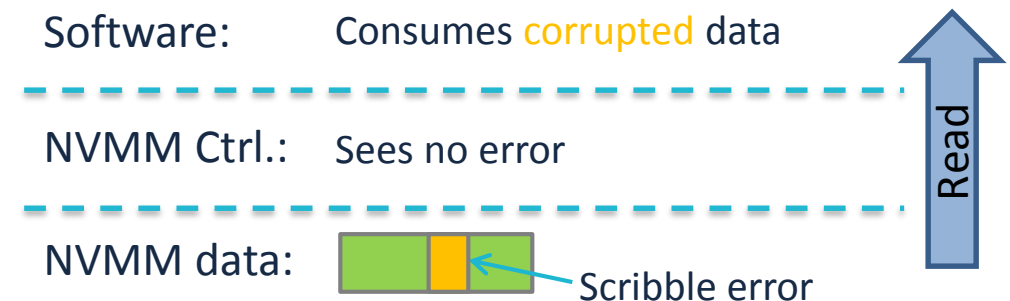 Software: Consumes corrupted data
NVMM Ctrl.: Sees no error
Read
NVMM data:
Scribble error